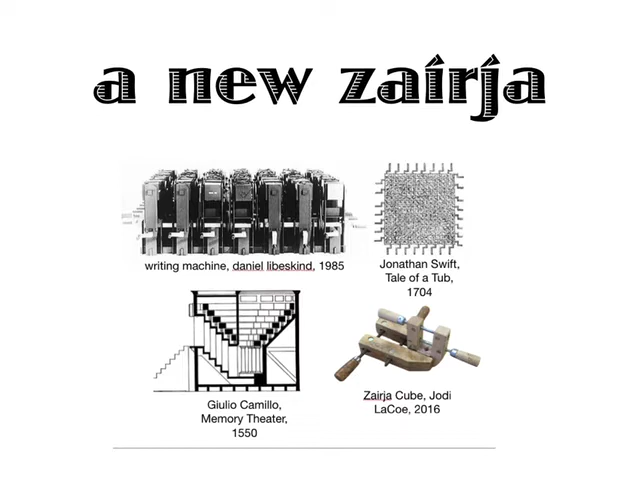 a new zairja
writing machine, daniel libeskind, 1985
Jonathan Swift,
Tale of a Tub,
1704
Giulio Camillo,
Memory Theater,
1550
Zairja Cube, Jodi
LaCoe, 2016